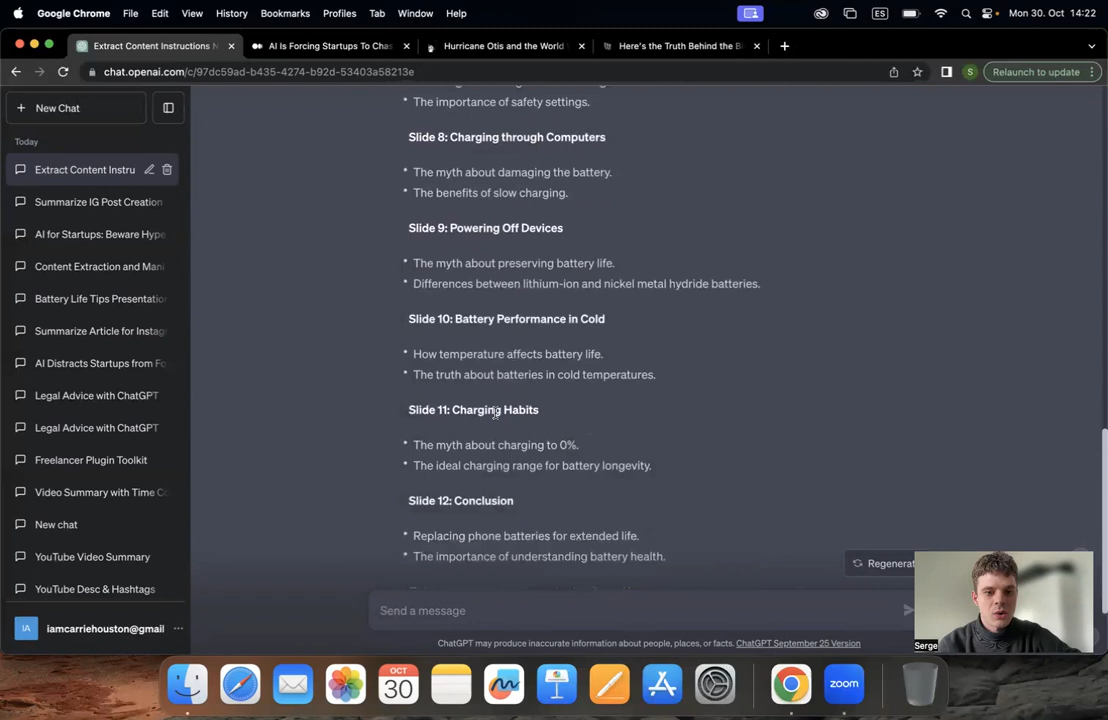 Google Chrome File Edit View History Bookmarks Profiles Tab Window Help ES Mon 30. Oct 14:22
Extract Content Instructions N AI Is Forcing Startups To Chas Hurricane Otis and the World Here's the Truth Behind the B
chat.openai.com/c/97dc59ad-b435-4274-b92d-53403a58213e S Relaunch to update
New Chat
Today
Extract Content Instru
Summarize IG Post Creation
AI for Startups: Beware Hype
Content Extraction and Mani
Battery Life Tips Presentation
Summarize Article for Instag
AI Distracts Startups from Fo
Legal Advice with ChatGPT
Legal Advice with ChatGPT
Freelancer Plugin Toolkit
Video Summary with Time Co
New chat
YouTube Video Summary
YouTube Desc & Hashtags
IA iamcarriehouston@gmail
• The importance of safety settings.
Slide 8: Charging through Computers
• The myth about damaging the battery.
• The benefits of slow charging.
Slide 9: Powering Off Devices
• The myth about preserving battery life.
• Differences between lithium-ion and nickel metal hydride batteries.
Slide 10: Battery Performance in Cold
• How temperature affects battery life.
• The truth about batteries in cold temperatures.
Slide 11: Charging Habits
• The myth about charging to 0%.
• The ideal charging range for battery longevity.
Slide 12: Conclusion
• Replacing phone batteries for extended life.
• The importance of understanding battery health.
Regenera
Send a message
ChatGPT may produce inaccurate information about people, places, or facts. ChatGPT September 25 Version
Serge
OCT
30
zoom